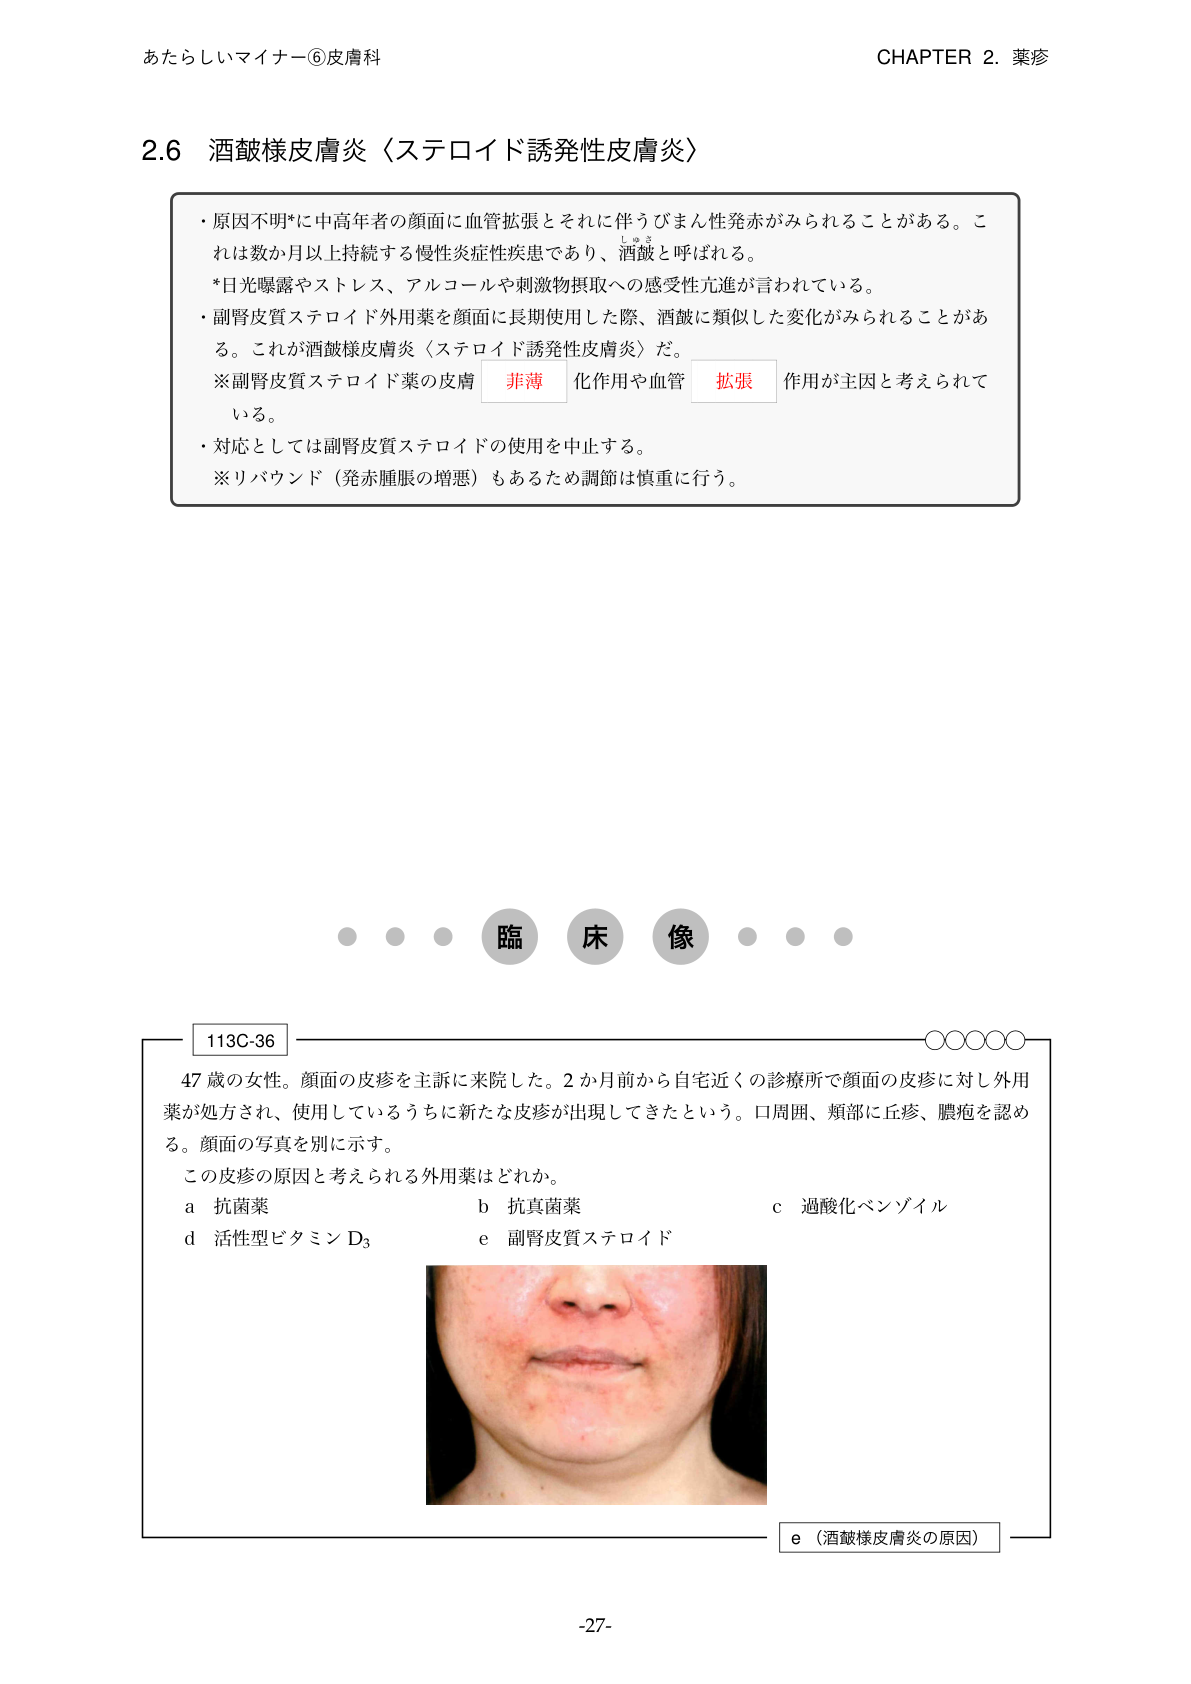 あたらしいマイナー⑥皮膚科
CHAPTER 2. 薬疹
2.6 酒皶様皮膚炎〈ステロイド誘発性皮膚炎〉
・原因不明*に中高年者の顔面に血管拡張とそれに伴うびまん性発赤がみられることがある。こ
れは数か月以上持続する慢性炎症性疾患であり、酒皶と呼ばれる。
しゅさ
*日光曝露やストレス、アルコールや刺激物摂取への感受性亢進が言われている。
・副腎皮質ステロイド外用薬を顔面に長期使用した際、酒皶に類似した変化がみられることがあ
る。これが酒皶様皮膚炎〈ステロイド誘発性皮膚炎〉だ。
※副腎皮質ステロイド薬の皮膚 菲薄 化作用や血管 拡張 作用が主因と考えられて
いる。
・対応としては副腎皮質ステロイドの使用を中止する。
※リバウンド（発赤腫脹の増悪）もあるため調節は慎重に行う。
臨床像
113C-36
47 歳の女性。顔面の皮疹を主訴に来院した。2 か月前から自宅近くの診療所で顔面の皮疹に対し外用
薬が処方され、使用しているうちに新たな皮疹が出現してきたという。口周囲、頬部に丘疹、膿疱を認め
る。顔面の写真を別に示す。
この皮疹の原因と考えられる外用薬はどれか。
a 抗菌薬 b 抗真菌薬 c 過酸化ベンゾイル
d 活性型ビタミン D₃ e 副腎皮質ステロイド
e （酒皶様皮膚炎の原因）
-27-